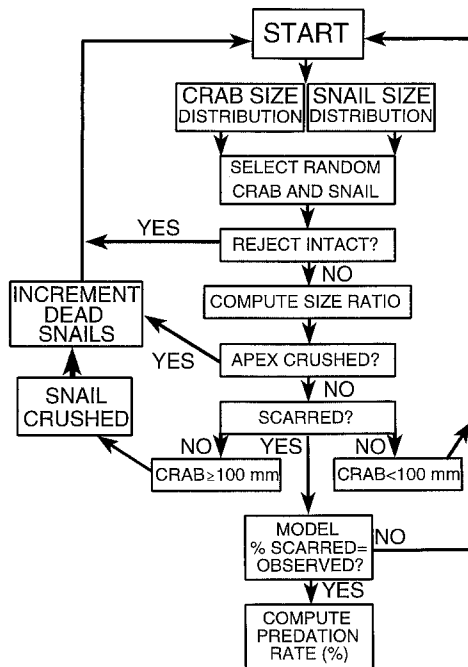 START
CRAB SIZE
DISTRIBUTION
SNAIL SIZE
DISTRIBUTION
SELECT RANDOM
CRAB AND SNAIL
YES
REJECT INTACT?
NO
INCREMENT
DEAD
SNAILS
COMPUTE SIZE RATIO
YES
APEX CRUSHED?
NO
SNAIL
CRUSHED
SCARRED?
NO
YES
NO
CRAB≥100 mm
CRAB<100 mm
MODEL
% SCARRED=
OBSERVED?
NO
YES
COMPUTE
PREDATION
RATE (%)